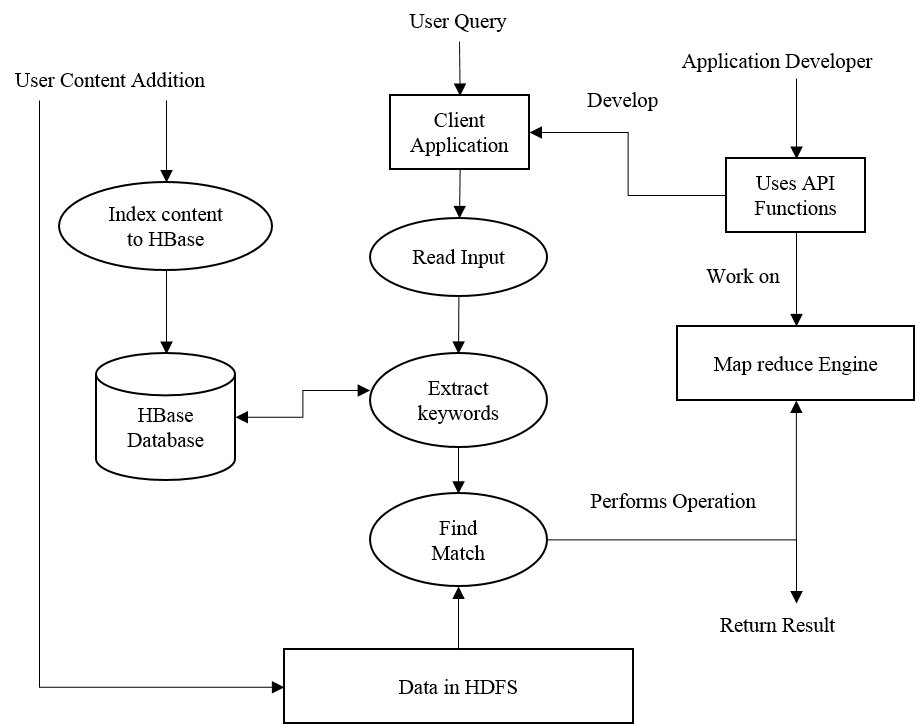 User Query
Application Developer
User Content Addition
Develop
Client
Application
Uses API
Functions
Index content
to HBase
Read Input
Work on
Map reduce Engine
Extract
keywords
HBase
Database
Performs Operation
Find
Match
Return Result
Data in HDFS